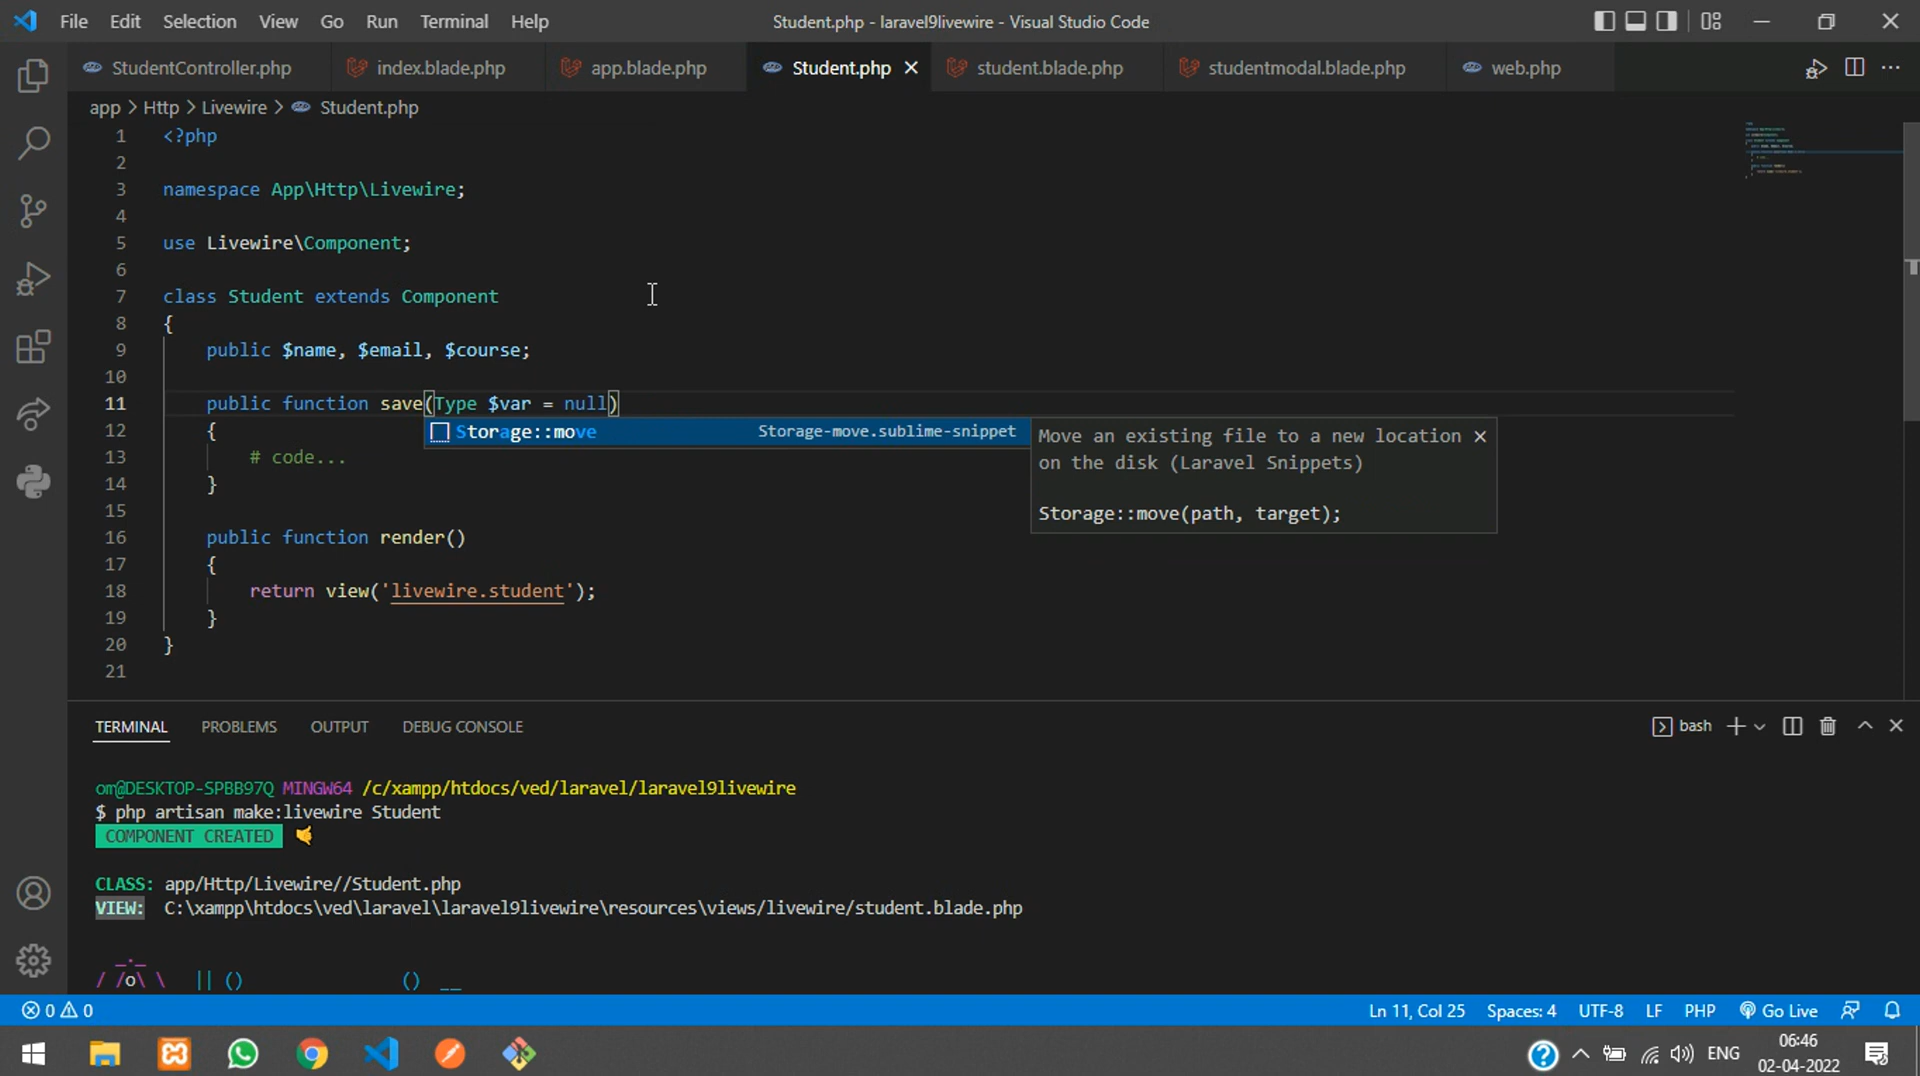 File Edit Selection View Go Run Terminal Help
Student.php - laravel9livewire - Visual Studio Code
StudentController.php index.blade.php app.blade.php Student.php student.blade.php studentmodal.blade.php web.php
app > Http > Livewire > Student.php
1 <?php
2
3 namespace App\Http\Livewire;
4
5 use Livewire\Component;
6
7 class Student extends Component
8 {
9 public $name, $email, $course;
10
11 public function save(Type $var = null)
12 {
Storage::move Storage-move.sublime-snippet
Move an existing file to a new location
on the disk (Laravel Snippets)
Storage::move(path, target);
13 # code...
14 }
15
16 public function render()
17 {
18 return view('livewire.student');
19 }
20 }
21
TERMINAL PROBLEMS OUTPUT DEBUG CONSOLE
bash
om@DESKTOP-SPBB97Q MINGW64 /c/xampp/htdocs/ved/laravel/laravel9livewire
$ php artisan make:livewire Student
COMPONENT CREATED 🤙
CLASS: app/Http/Livewire//Student.php
VIEW: C:\xampp\htdocs\ved\laravel\laravel9livewire\resources\views/livewire/student.blade.php
_._
/ /o\ \ || () () __
0 0
Ln 11, Col 25 Spaces: 4 UTF-8 LF PHP Go Live
ENG
06:46
02-04-2022